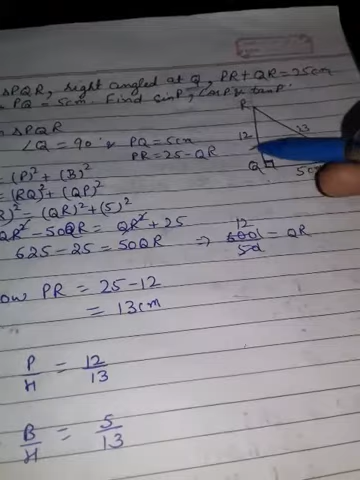 △PQR, right angled at Q, PR+QR=25cm
PQ = 5cm. Find sinP, cosP & tanP.
△PQR
∠Q = 90° & PQ = 5cm
PR = 25 - QR
= (P)² + (B)²
= (RQ)² + (QP)²
)² = (QR)² + (5)²
QR² - 50QR = QR² + 25
625 - 25 = 50QR ⇒ 600/50 12 = QR
ow PR = 25 - 12
= 13cm
P/H = 12/13
B/H = 5/13
R
12
13
Q
5cm